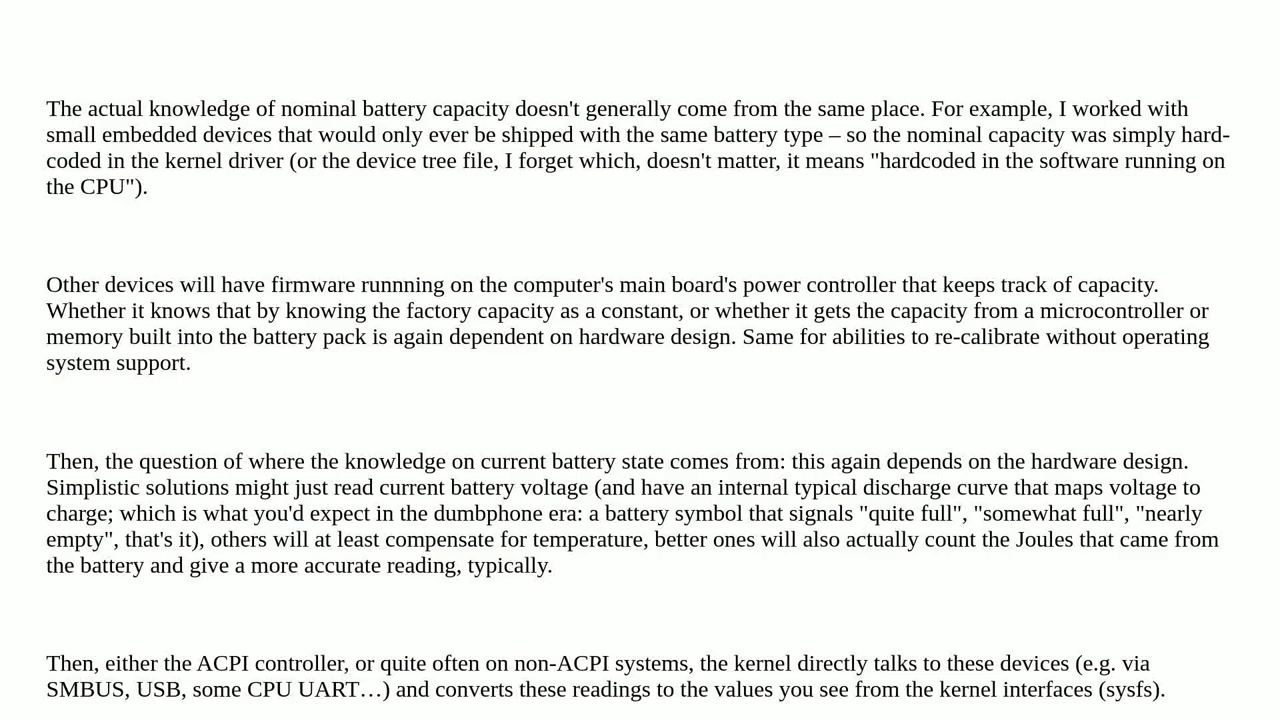 The actual knowledge of nominal battery capacity doesn't generally come from the same place. For example, I worked with
small embedded devices that would only ever be shipped with the same battery type – so the nominal capacity was simply hard-
coded in the kernel driver (or the device tree file, I forget which, doesn't matter, it means "hardcoded in the software running on
the CPU").
Other devices will have firmware runnning on the computer's main board's power controller that keeps track of capacity.
Whether it knows that by knowing the factory capacity as a constant, or whether it gets the capacity from a microcontroller or
memory built into the battery pack is again dependent on hardware design. Same for abilities to re-calibrate without operating
system support.
Then, the question of where the knowledge on current battery state comes from: this again depends on the hardware design.
Simplistic solutions might just read current battery voltage (and have an internal typical discharge curve that maps voltage to
charge; which is what you'd expect in the dumbphone era: a battery symbol that signals "quite full", "somewhat full", "nearly
empty", that's it), others will at least compensate for temperature, better ones will also actually count the Joules that came from
the battery and give a more accurate reading, typically.
Then, either the ACPI controller, or quite often on non-ACPI systems, the kernel directly talks to these devices (e.g. via
SMBUS, USB, some CPU UART…) and converts these readings to the values you see from the kernel interfaces (sysfs).